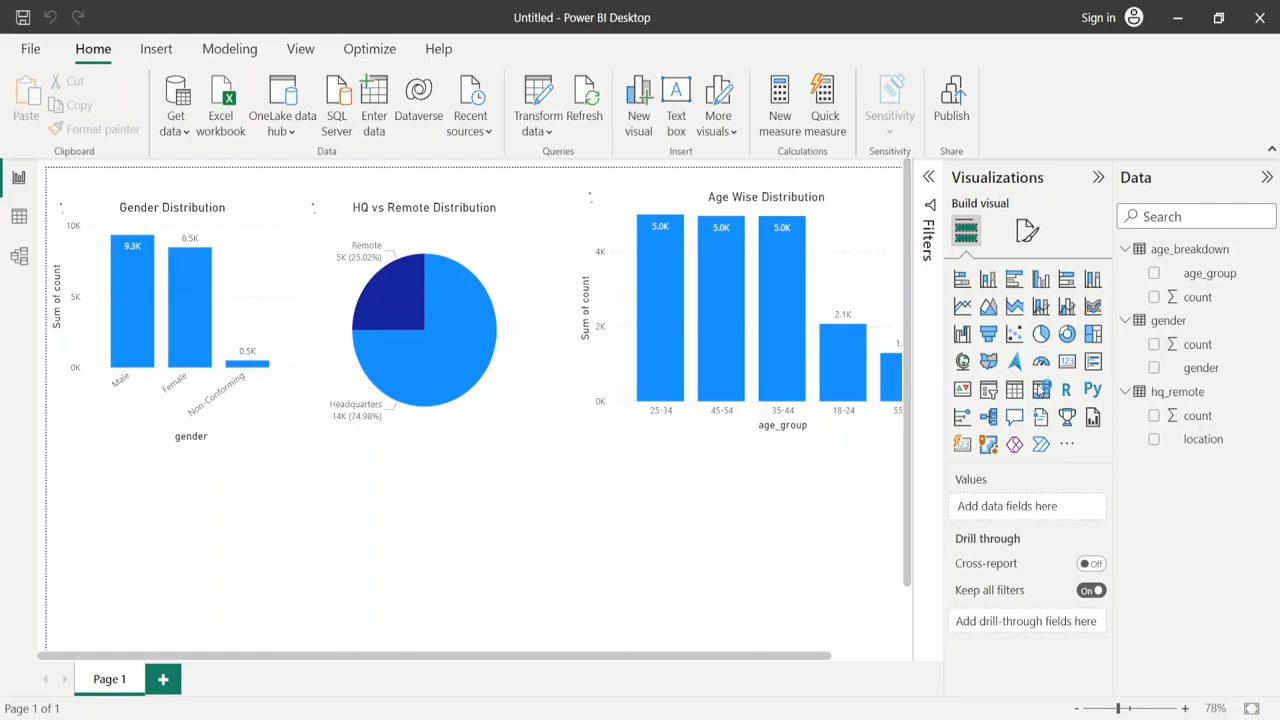 Untitled - Power BI Desktop
Sign in
File Home Insert Modeling View Optimize Help
Paste
Cut
Copy
Format painter
Clipboard
Get data
Excel workbook
OneLake data hub
SQL Server
Enter data
Dataverse
Recent sources
Data
Transform data
Refresh
Queries
New visual
Text box
More visuals
Insert
New measure
Quick measure
Calculations
Sensitivity
Sensitivity
Publish
Share
Gender Distribution
10K
5K
0K
Sum of count
9.3K
8.5K
0.5K
Male
Female
Non-Conforming
gender
HQ vs Remote Distribution
Remote
5K (25.02%)
Headquarters
14K (74.98%)
Age Wise Distribution
4K
2K
0K
Sum of count
5.0K
5.0K
5.0K
2.1K
1.
25-34
45-54
35-44
18-24
55
age_group
Filters
Visualizations
Build visual
R
Py
123
Values
Add data fields here
Drill through
Cross-report
Off
Keep all filters
On
Add drill-through fields here
Data
Search
age_breakdown
age_group
∑ count
gender
∑ count
gender
hq_remote
∑ count
location
Page 1
Page 1 of 1
- + 78%